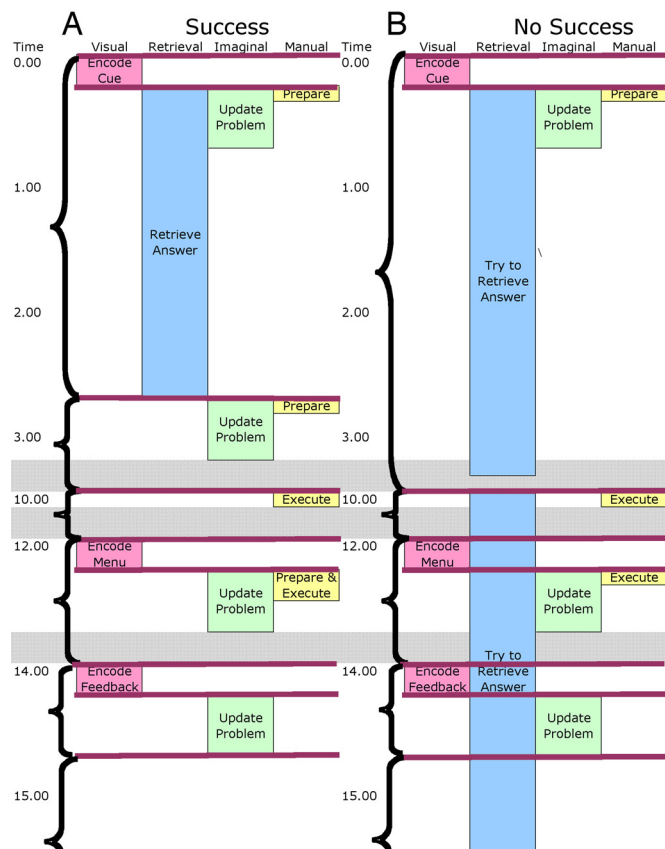 A Success
Time Visual Retrieval Imaginal Manual
0.00
Encode
Cue
Prepare
Update
Problem
1.00
Retrieve
Answer
2.00
Prepare
Update
Problem
3.00
10.00
Execute
12.00
Encode
Menu
Update
Problem
Prepare &
Execute
14.00
Encode
Feedback
Update
Problem
15.00
B No Success
Time Visual Retrieval Imaginal Manual
0.00
Encode
Cue
Prepare
Update
Problem
1.00
\
Try to
Retrieve
Answer
2.00
3.00
10.00
Execute
12.00
Encode
Menu
Execute
Update
Problem
14.00
Encode
Feedback
Try to
Retrieve
Answer
Update
Problem
15.00